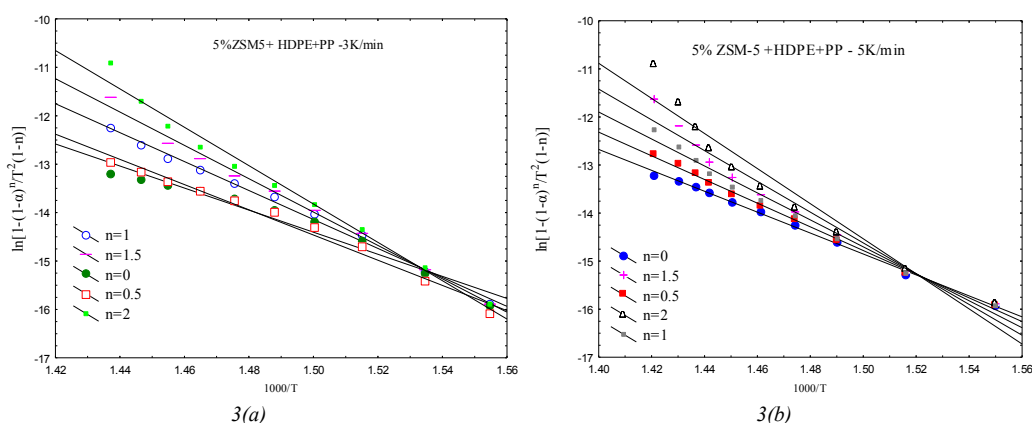 5%ZSM5+ HDPE+PP -3K/min
ln[1-(1-α)ⁿ/T²(1-n)]
-10
-11
-12
-13
-14
-15
-16
-17
n=1
n=1.5
n=0
n=0.5
n=2
1.42 1.44 1.46 1.48 1.50 1.52 1.54 1.56
1000/T
3(a)
5% ZSM-5 +HDPE+PP - 5K/min
ln[1-(1-α)ⁿ/T²(1-n)]
-10
-11
-12
-13
-14
-15
-16
-17
n=0
n=1.5
n=0.5
n=2
n=1
1.40 1.42 1.44 1.46 1.48 1.50 1.52 1.54 1.56
1000/T
3(b)